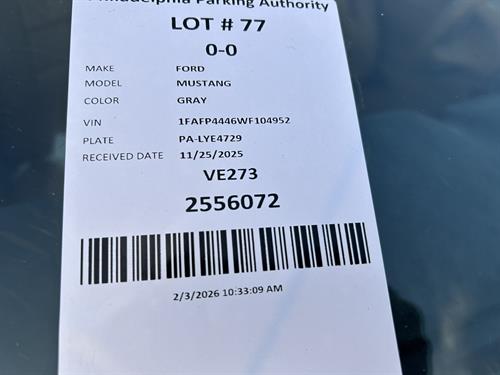 Philadelphia Parking Authority
LOT # 77
0-0
MAKE FORD
MODEL MUSTANG
COLOR GRAY
VIN 1FAFP4446WF104952
PLATE PA-LYE4729
RECEIVED DATE 11/25/2025
VE273
2556072
2/3/2026 10:33:09 AM